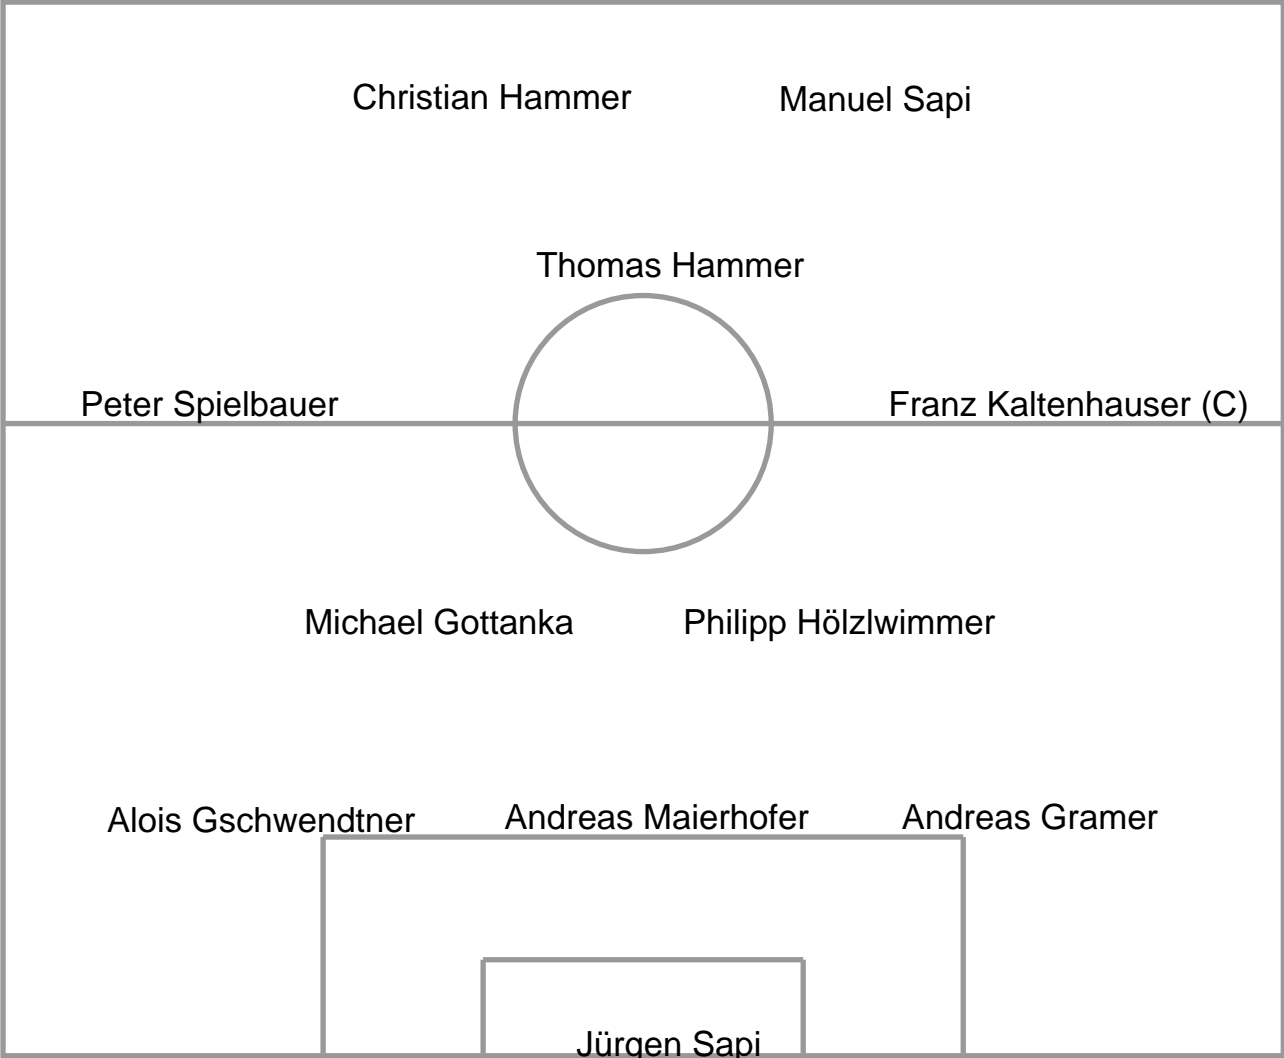 Christian Hammer
Manuel Sapi
Thomas Hammer
Peter Spielbauer
Franz Kaltenhauser (C)
Michael Gottanka
Philipp Hölzlwimmer
Alois Gschwendtner
Andreas Maierhofer
Andreas Gramer
Jürgen Sapi